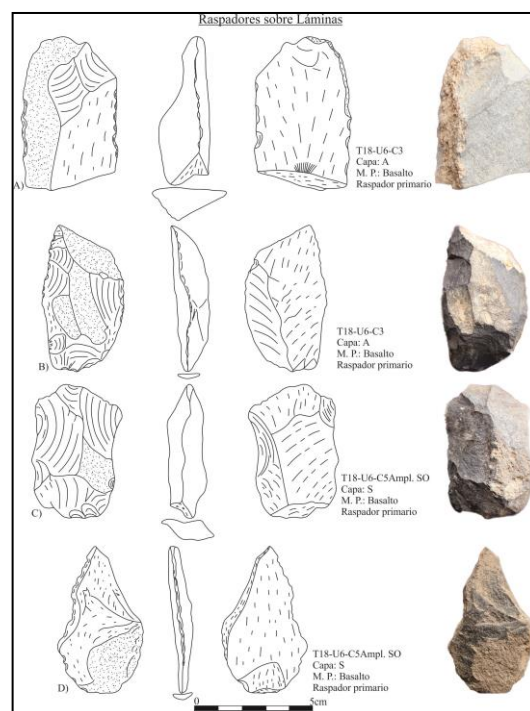 Raspadores sobre Láminas
A)
T18-U6-C3
Capa: A
M. P.: Basalto
Raspador primario
B)
T18-U6-C3
Capa: A
M. P.: Basalto
Raspador primario
C)
T18-U6-C5Ampl. SO
Capa: S
M. P.: Basalto
Raspador primario
D)
T18-U6-C5Ampl. SO
Capa: S
M. P.: Basalto
Raspador primario
0 5cm